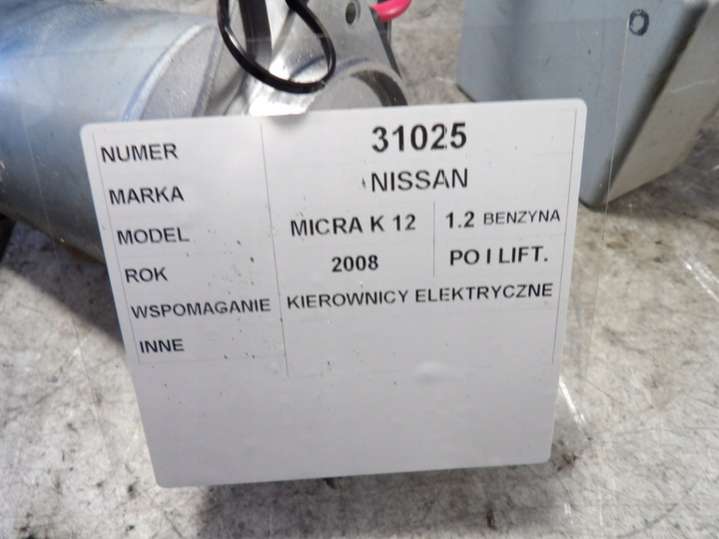 NUMER 31025
MARKA NISSAN
MODEL MICRA K 12 1.2 BENZYNA
ROK 2008 PO I LIFT.
WSPOMAGANIE KIEROWNICY ELEKTRYCZNE
INNE